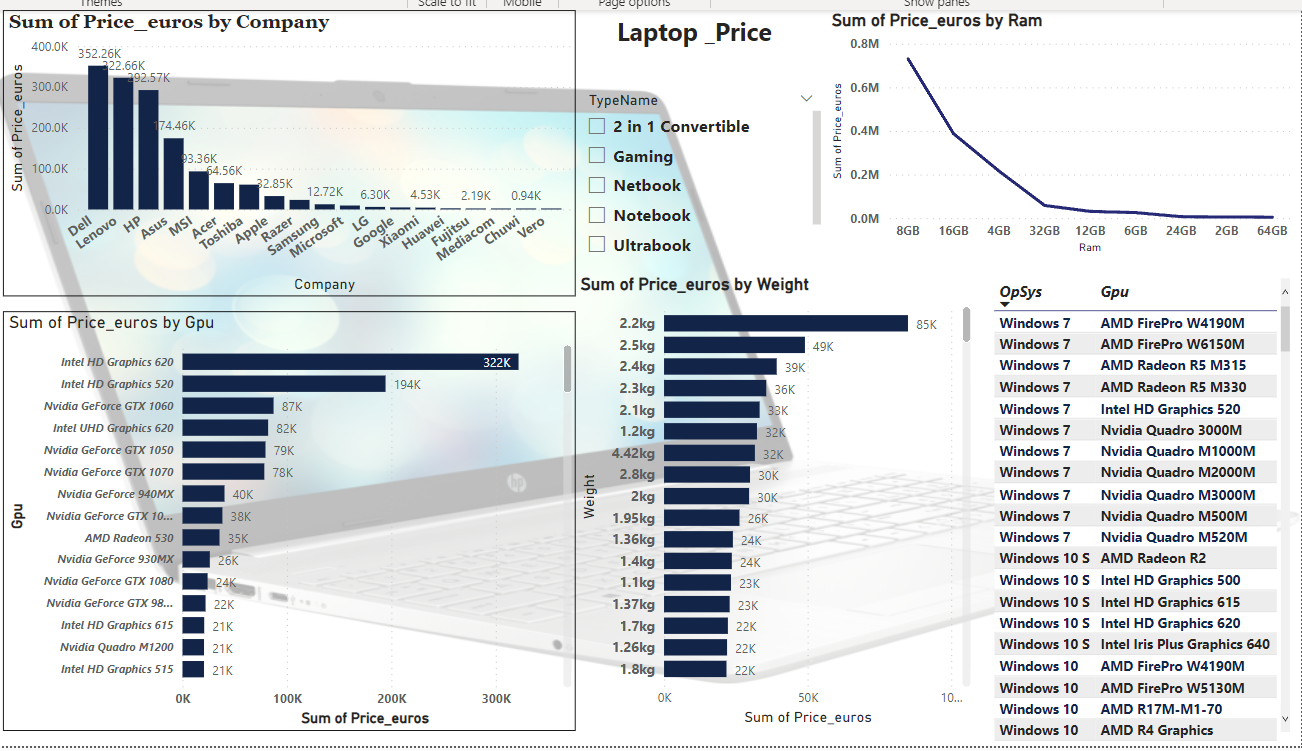 Themes
Scale to fit
Mobile
Page options
Show panes
Sum of Price_euros by Company
Sum of Price_euros
400.0K
300.0K
200.0K
100.0K
0.0K
352.26K
322.66K
292.57K
174.46K
93.36K
64.56K
32.85K
12.72K
6.30K
4.53K
2.19K
0.94K
Dell
Lenovo
HP
Asus
MSI
Acer
Toshiba
Apple
Razer
Samsung
Microsoft
LG
Google
Xiaomi
Huawei
Fujitsu
Mediacom
Chuwi
Vero
Company
Laptop _Price
TypeName
2 in 1 Convertible
Gaming
Netbook
Notebook
Ultrabook
Sum of Price_euros by Ram
Sum of Price_euros
0.8M
0.6M
0.4M
0.2M
0.0M
8GB
16GB
4GB
32GB
12GB
6GB
24GB
2GB
64GB
Ram
Sum of Price_euros by Gpu
Gpu
Intel HD Graphics 620 322K
Intel HD Graphics 520 194K
Nvidia GeForce GTX 1060 87K
Intel UHD Graphics 620 82K
Nvidia GeForce GTX 1050 79K
Nvidia GeForce GTX 1070 78K
Nvidia GeForce 940MX 40K
Nvidia GeForce GTX 10... 38K
AMD Radeon 530 35K
Nvidia GeForce 930MX 26K
Nvidia GeForce GTX 1080 24K
Nvidia GeForce GTX 98... 22K
Intel HD Graphics 615 21K
Nvidia Quadro M1200 21K
Intel HD Graphics 515 21K
0K 100K 200K 300K
Sum of Price_euros
hp
Sum of Price_euros by Weight
Weight
2.2kg 85K
2.5kg 49K
2.4kg 39K
2.3kg 36K
2.1kg 33K
1.2kg 32K
4.42kg 32K
2.8kg 30K
2kg 30K
1.95kg 26K
1.36kg 24K
1.4kg 24K
1.1kg 23K
1.37kg 23K
1.7kg 22K
1.26kg 22K
1.8kg 22K
0K 50K 10...
Sum of Price_euros
OpSys Gpu
Windows 7 AMD FirePro W4190M
Windows 7 AMD FirePro W6150M
Windows 7 AMD Radeon R5 M315
Windows 7 AMD Radeon R5 M330
Windows 7 Intel HD Graphics 520
Windows 7 Nvidia Quadro 3000M
Windows 7 Nvidia Quadro M1000M
Windows 7 Nvidia Quadro M2000M
Windows 7 Nvidia Quadro M3000M
Windows 7 Nvidia Quadro M500M
Windows 7 Nvidia Quadro M520M
Windows 10 S AMD Radeon R2
Windows 10 S Intel HD Graphics 500
Windows 10 S Intel HD Graphics 615
Windows 10 S Intel HD Graphics 620
Windows 10 S Intel Iris Plus Graphics 640
Windows 10 AMD FirePro W4190M
Windows 10 AMD FirePro W5130M
Windows 10 AMD R17M-M1-70
Windows 10 AMD R4 Graphics